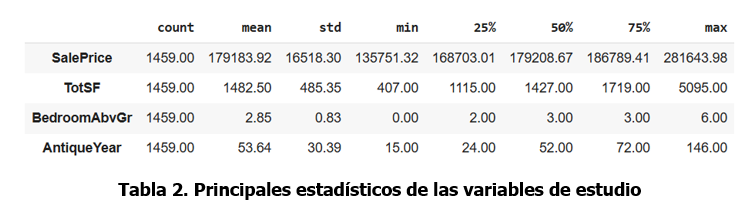 count mean std min 25% 50% 75% max
SalePrice 1459.00 179183.92 16518.30 135751.32 168703.01 179208.67 186789.41 281643.98
TotSF 1459.00 1482.50 485.35 407.00 1115.00 1427.00 1719.00 5095.00
BedroomAbvGr 1459.00 2.85 0.83 0.00 2.00 3.00 3.00 6.00
AntiqueYear 1459.00 53.64 30.39 15.00 24.00 52.00 72.00 146.00
Tabla 2. Principales estadísticos de las variables de estudio